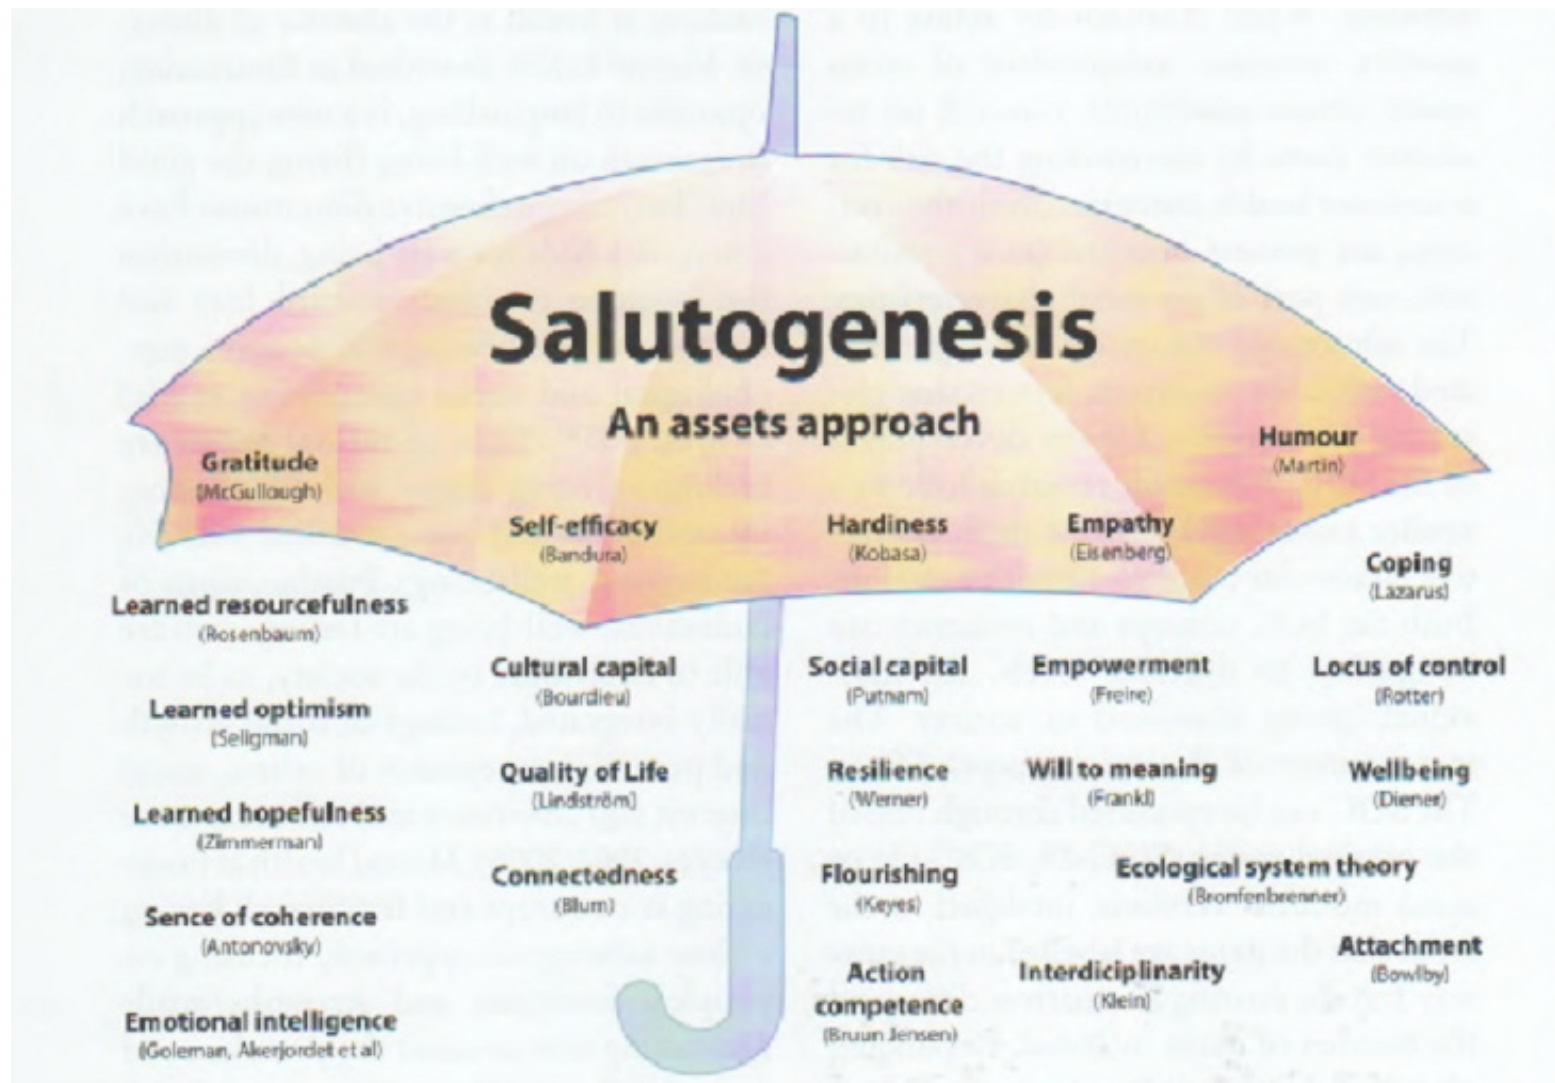 Salutogenesis
An assets approach
Gratitude
(McGullough)
Self-efficacy
(Bandura)
Hardiness
(Kobasa)
Empathy
(Eisenberg)
Humour
(Martin)
Coping
(Lazarus)
Learned resourcefulness
(Rosenbaum)
Cultural capital
(Bourdieu)
Social capital
(Putnam)
Empowerment
(Freire)
Locus of control
(Rotter)
Learned optimism
(Seligman)
Quality of Life
(Lindström)
Resilience
(Werner)
Will to meaning
(Frankl)
Wellbeing
(Diener)
Learned hopefulness
(Zimmerman)
Connectedness
(Blum)
Flourishing
(Keyes)
Ecological system theory
(Bronfenbrenner)
Sence of coherence
(Antonovsky)
Action
competence
(Bruun Jensen)
Interdiciplinarity
(Klein)
Attachment
(Bowlby)
Emotional intelligence
(Goleman, Akerjordet et al)